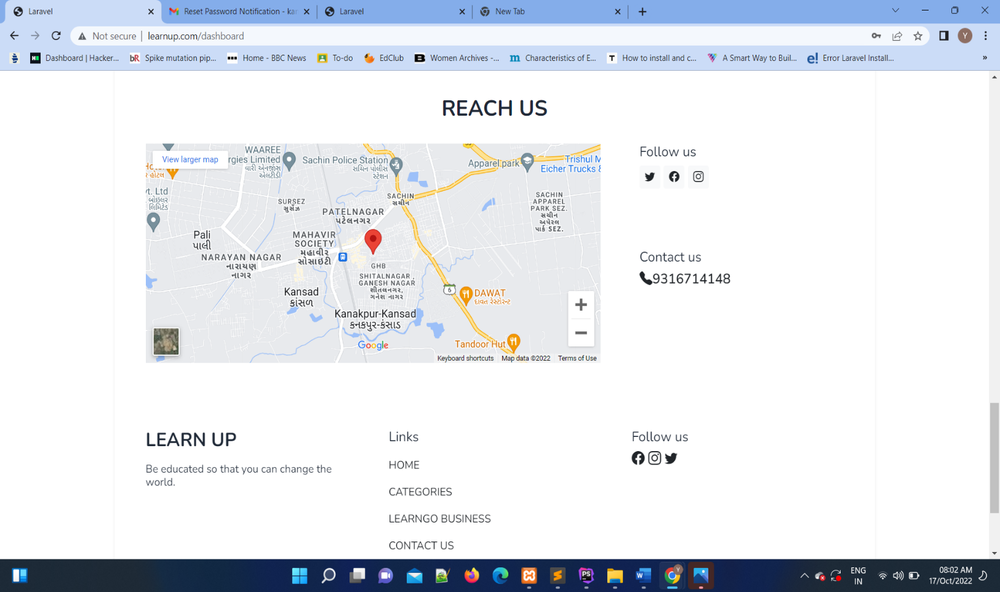 Laravel
Reset Password Notification - kar
Laravel
New Tab
Not secure
learnup.com/dashboard
Y
Dashboard | Hacker...
bR Spike mutation pip...
Home - BBC News
To-do
EdClub
B Women Archives -...
m Characteristics of E...
T How to install and c...
A Smart Way to Buil...
e! Error Laravel Install...
»
REACH US
View larger map
WAAREE
rgies Limited
વારી એનર્જીસ
એલટીડી
Sachin Police Station
સચિન પોલીસ
સ્ટેશન
Apparel park
Trishul M
Eicher Trucks &
હોટલ
t. Ltd
લિમિટેડ
SURSEZ
સુર્સેઝ
SACHIN
સચીન
SACHIN
APPAREL
PARK SEZ.
સચીન
અપેરલ
પાર્ક SEZ.
PATELNAGAR
પટેલનગર
Pali
પાલી
MAHAVIR
SOCIETY
મહાવીર
સોસાઇટી
NARAYAN NAGAR
નારાયણ
નાગર
GHB
SHITALNAGAR,
GANESH NAGAR
શીતલનગર,
ગનેશ નાગર
Kansad
કાંસળ
6
DAWAT
દાવત રેસ્ટોરન્ટ
Kanakpur-Kansad
કનકપુર-કંસાડ
Tandoor Hut
Google
Keyboard shortcuts
Map data ©2022
Terms of Use
Follow us
Contact us
9316714148
LEARN UP
Be educated so that you can change the
world.
Links
HOME
CATEGORIES
LEARNGO BUSINESS
CONTACT US
Follow us
ENG
IN
08:02 AM
17/Oct/2022